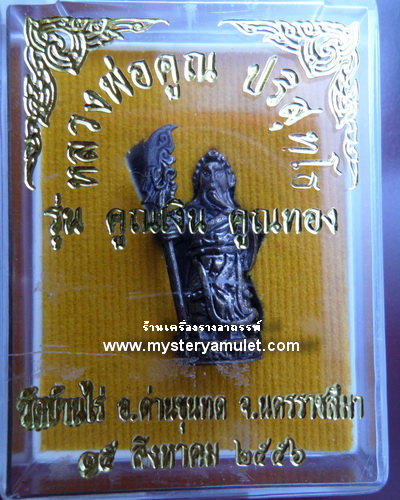 หลวงพ่อคูณ ปริสุทฺโธ
รุ่น คูณเงิน คูณทอง
ร้านเครื่องรางอาถรรพ์
www.mysteryamulet.com
วัดบ้านไร่ อ.ด่านขุนทด จ.นครราชสีมา
๑๕ สิงหาคม ๒๕๕๖